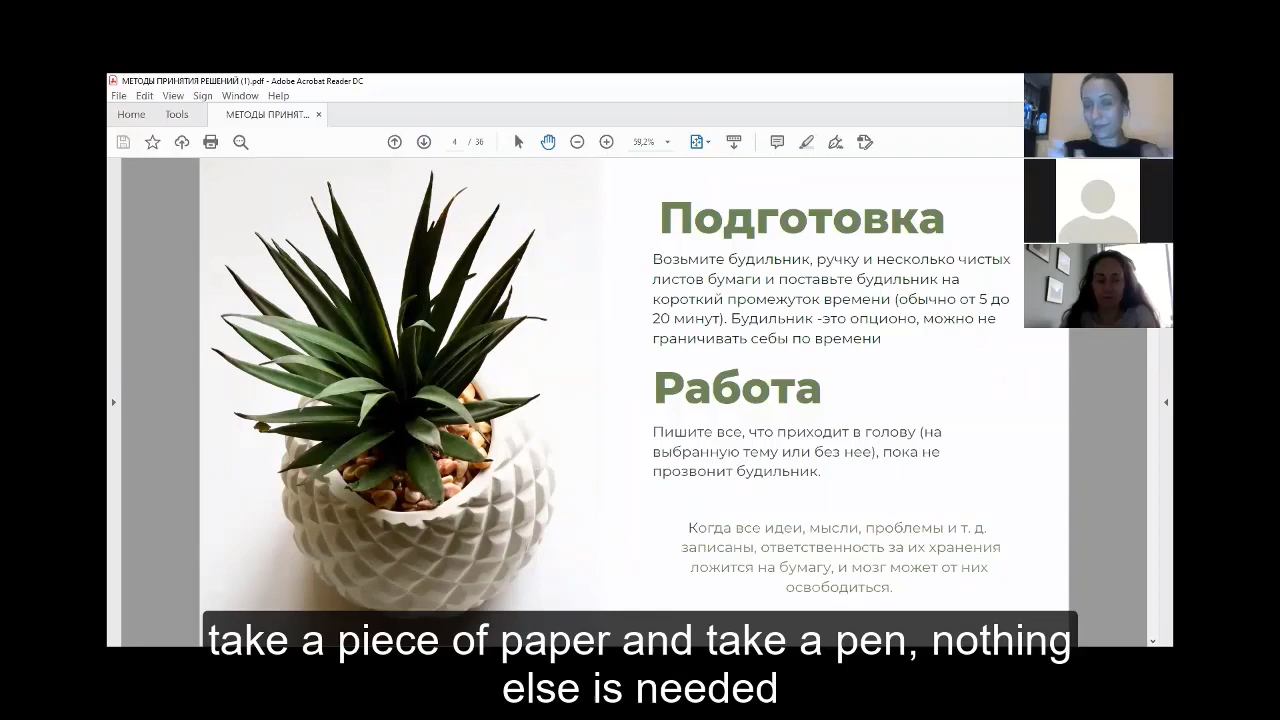 МЕТОДЫ ПРИНЯТИЯ РЕШЕНИЙ (1).pdf - Adobe Acrobat Reader DC
File Edit View Sign Window Help
Home Tools МЕТОДЫ ПРИНЯТ... ×
4 / 36 59,2%
Подготовка
Возьмите будильник, ручку и несколько чистых
листов бумаги и поставьте будильник на
короткий промежуток времени (обычно от 5 до
20 минут). Будильник -это опционо, можно не
граничивать себы по времени
Работа
Пишите все, что приходит в голову (на
выбранную тему или без нее), пока не
прозвонит будильник.
Когда все идеи, мысли, проблемы и т. д.
записаны, ответственность за их хранения
ложится на бумагу, и мозг может от них
освободиться.
take a piece of paper and take a pen, nothing
else is needed